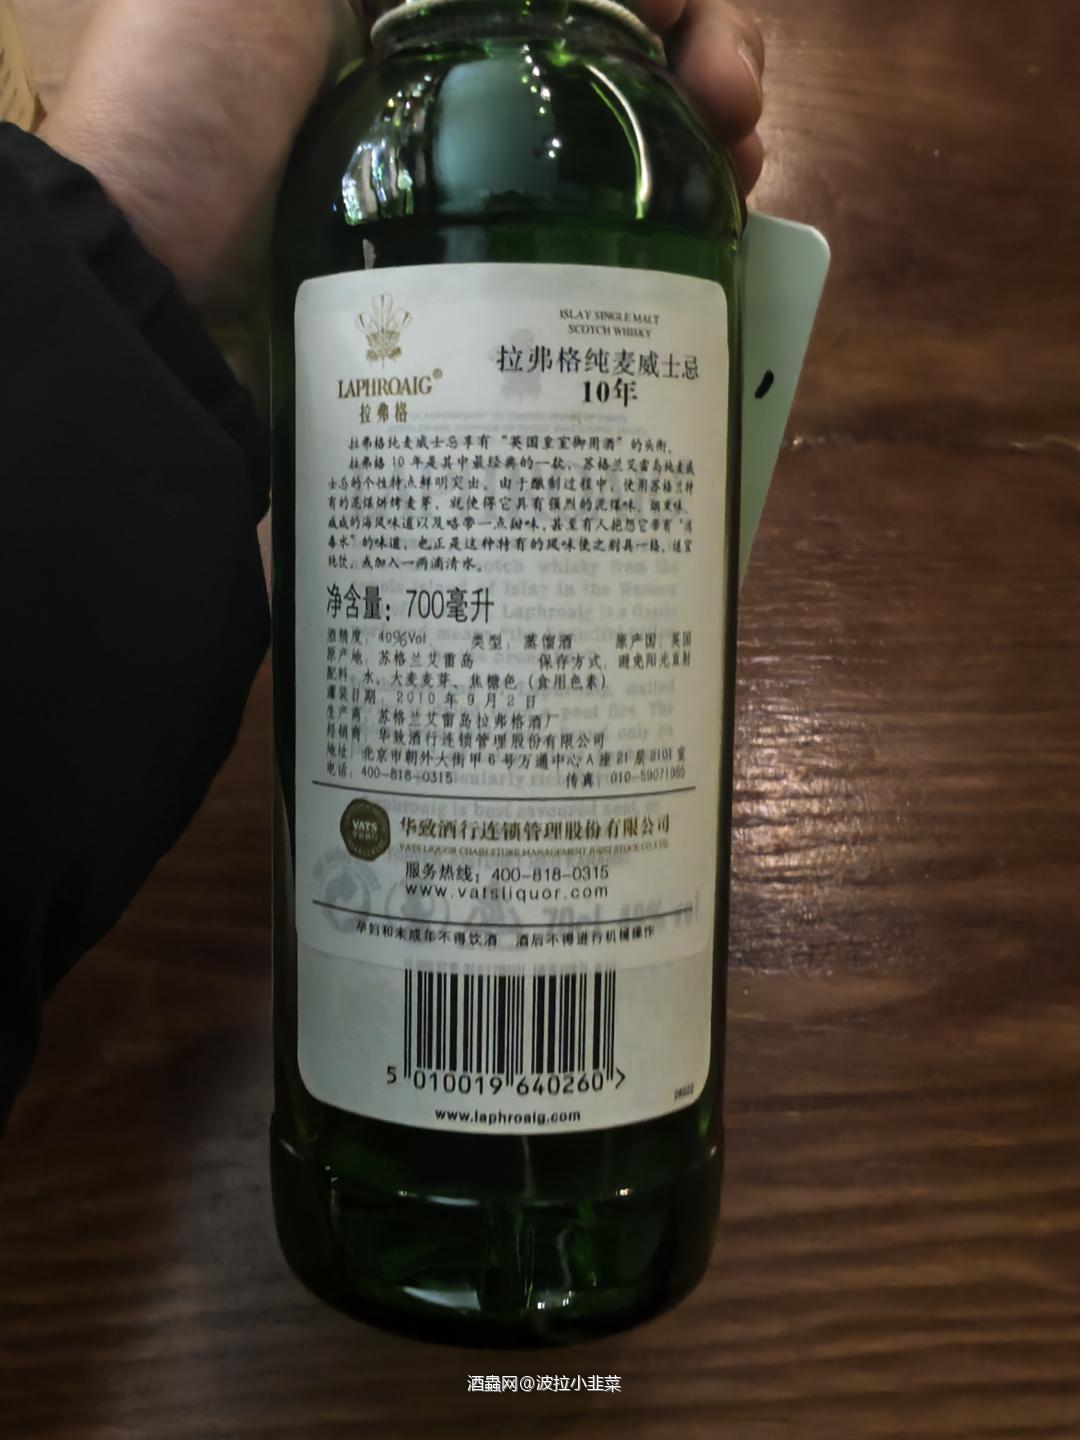 ISLAY SINGLE MALT
SCOTCH WHISKY
拉弗格纯麦威士忌
10年
LAPHROAIG®
拉弗格
拉弗格纯麦威士忌享有“英国皇室御用酒”的头衔。
拉弗格10年是其中最经典的一款，苏格兰艾雷岛纯麦威
士忌的个性特点鲜明突出。由于酿制过程中，使用苏格兰特
有的泥煤烘烤麦芽，就使得它具有强烈的泥煤味、烟熏味、
咸咸的海风味道以及略带一点甜味，甚至有人抱怨它带有“消
毒水”的味道，也正是这种特有的风味使之别具一格，适宜
纯饮，或加入一两滴清水。
净含量：700毫升
酒精度：40%Vol 类型：蒸馏酒 原产国：英国
原产地：苏格兰艾雷岛 保存方式：避免阳光直射
配料：水、大麦麦芽、焦糖色（食用色素）
灌装日期：2010年9月2日
生产商：苏格兰艾雷岛拉弗格酒厂
经销商：华致酒行连锁管理股份有限公司
地址：北京市朝外大街甲6号万通中心A座21层2101室
电话：400-818-0315 传真：010-59071985
VATS
华致酒行连锁管理股份有限公司
VATS LIQUOR CHAIN STORE MANAGEMENT JOINT STOCK CO.LTD.
服务热线：400-818-0315
www.vatsliquor.com
孕妇和未成年不得饮酒 酒后不得进行机械操作
5 010019 640260 >
www.laphroaig.com
酒蟲网@波拉小韭菜